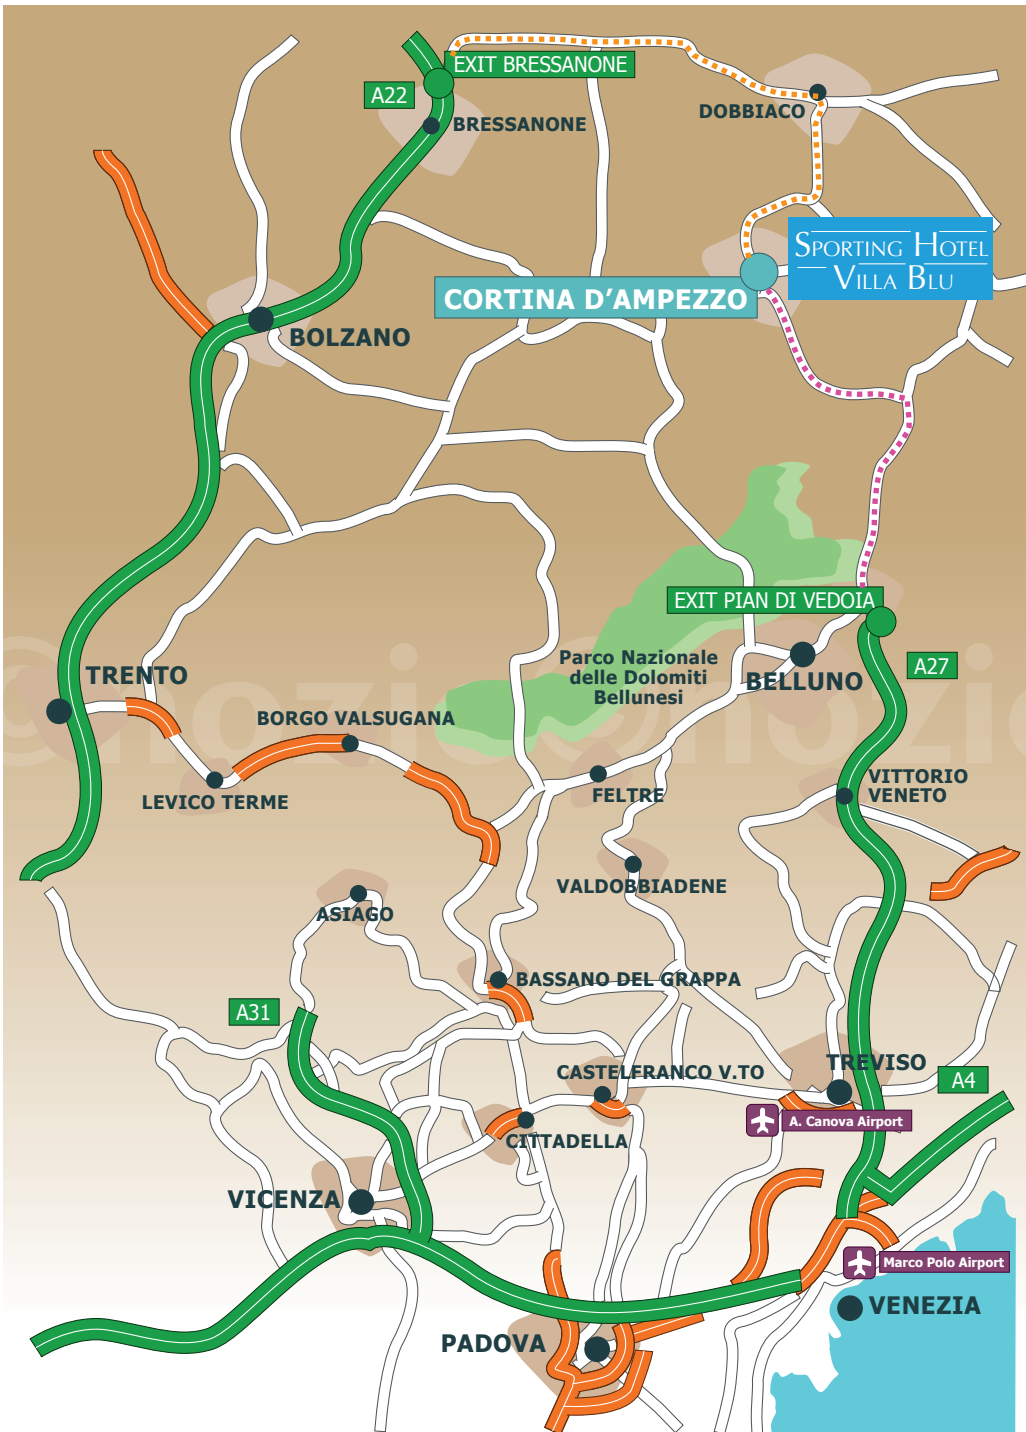 EXIT BRESSANONE
A22
BRESSANONE
DOBBIACO
SPORTING HOTEL
VILLA BLU
CORTINA D'AMPEZZO
BOLZANO
EXIT PIAN DI VEDOIA
Parco Nazionale
delle Dolomiti
Bellunesi
BELLUNO
A27
TRENTO
BORGO VALSUGANA
LEVICO TERME
FELTRE
VITTORIO
VENETO
VALDOBBIADENE
ASIAGO
BASSANO DEL GRAPPA
A31
TREVISO
CASTELFRANCO V.TO
A4
A. Canova Airport
CITTADELLA
VICENZA
Marco Polo Airport
VENEZIA
PADOVA
©nozio
©nozio